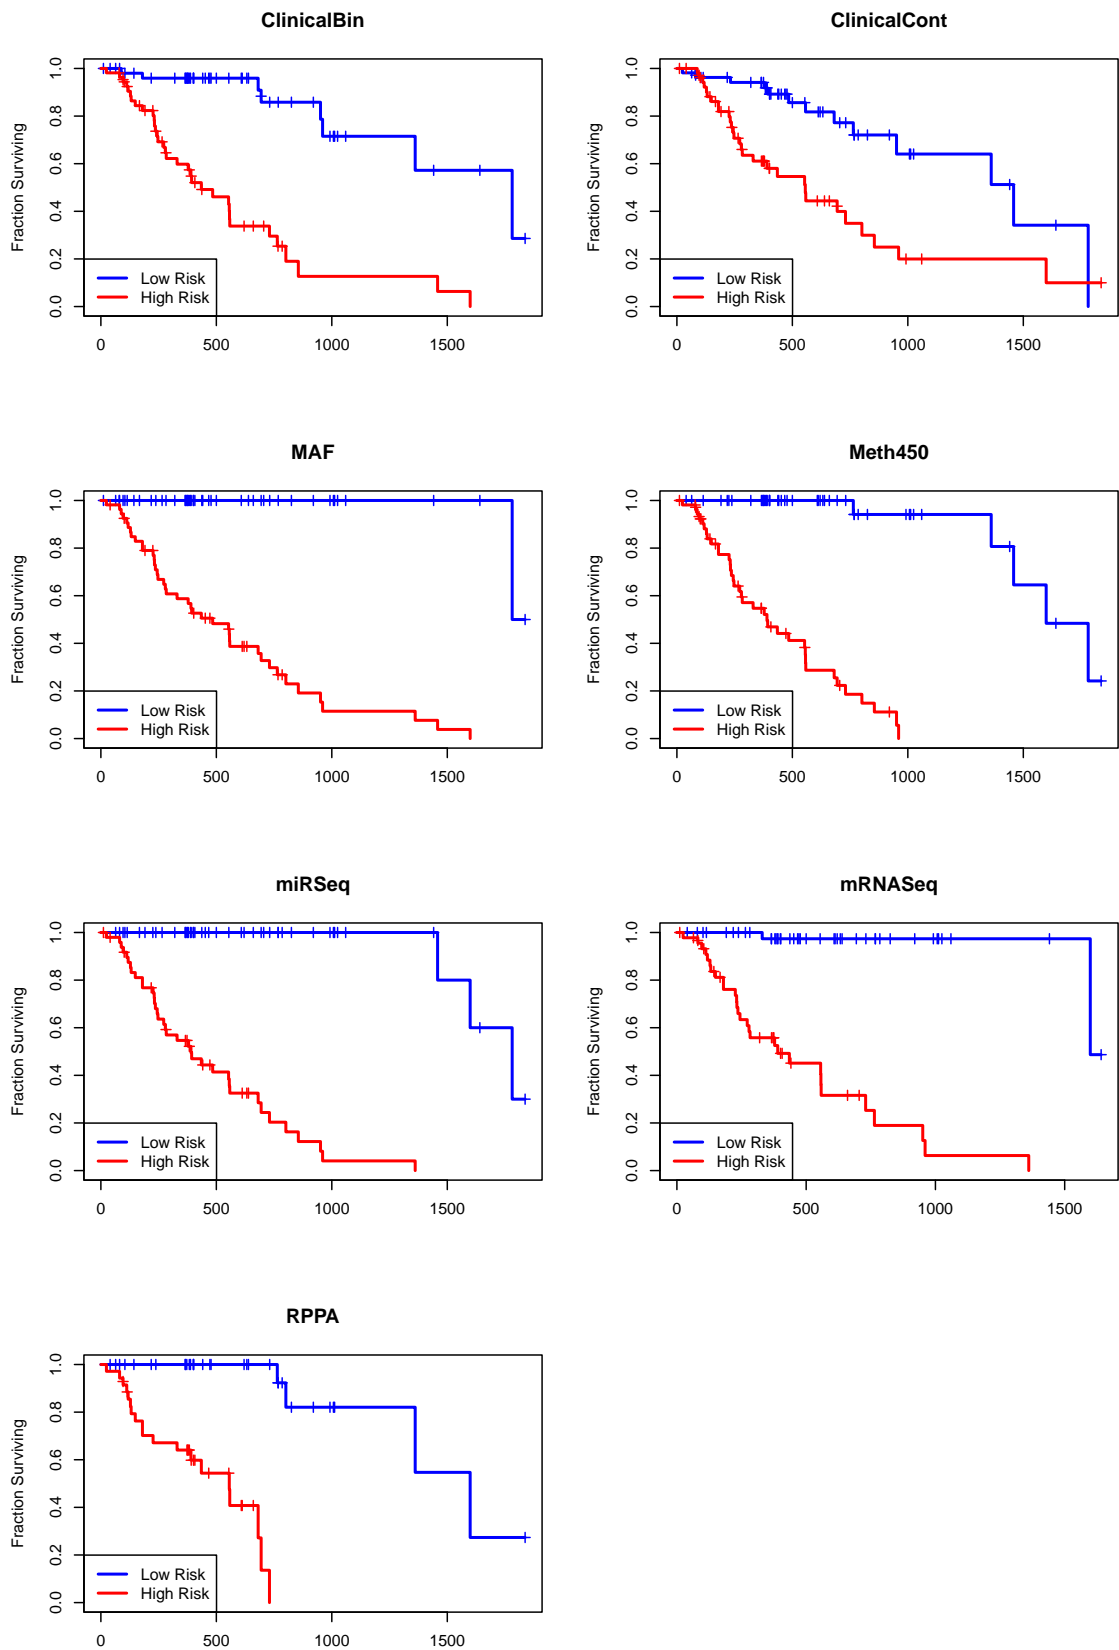 ClinicalBin
Fraction Surviving
0.0 0.2 0.4 0.6 0.8 1.0
Low Risk
High Risk
0 500 1000 1500
ClinicalCont
Fraction Surviving
0.0 0.2 0.4 0.6 0.8 1.0
Low Risk
High Risk
0 500 1000 1500
MAF
Fraction Surviving
0.0 0.2 0.4 0.6 0.8 1.0
Low Risk
High Risk
0 500 1000 1500
Meth450
Fraction Surviving
0.0 0.2 0.4 0.6 0.8 1.0
Low Risk
High Risk
0 500 1000 1500
miRSeq
Fraction Surviving
0.0 0.2 0.4 0.6 0.8 1.0
Low Risk
High Risk
0 500 1000 1500
mRNASeq
Fraction Surviving
0.0 0.2 0.4 0.6 0.8 1.0
Low Risk
High Risk
0 500 1000 1500
RPPA
Fraction Surviving
0.0 0.2 0.4 0.6 0.8 1.0
Low Risk
High Risk
0 500 1000 1500